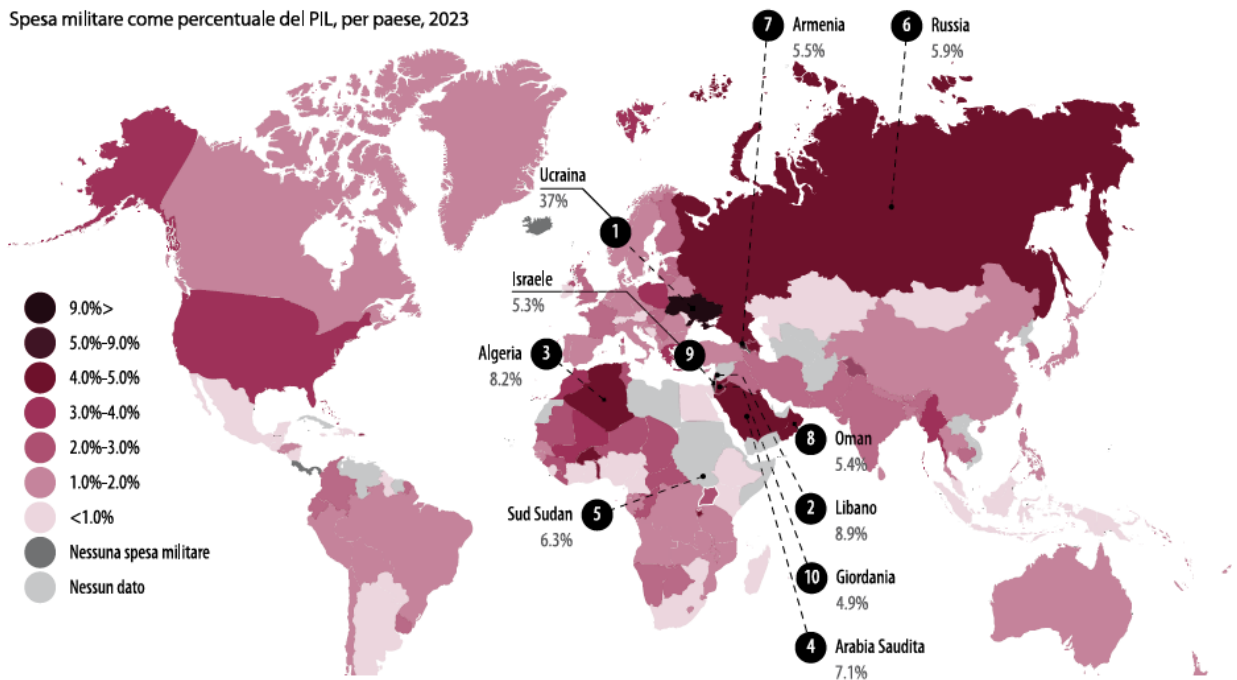 Spesa militare come percentuale del PIL, per paese, 2023
7 Armenia
5.5%
6 Russia
5.9%
Ucraina
37%
1
Israele
5.3%
9
Algeria
8.2%
3
9.0%>
5.0%-9.0%
4.0%-5.0%
3.0%-4.0%
2.0%-3.0%
1.0%-2.0%
<1.0%
Nessuna spesa militare
Nessun dato
8 Oman
5.4%
Sud Sudan
6.3%
5
2 Libano
8.9%
10 Giordania
4.9%
4 Arabia Saudita
7.1%